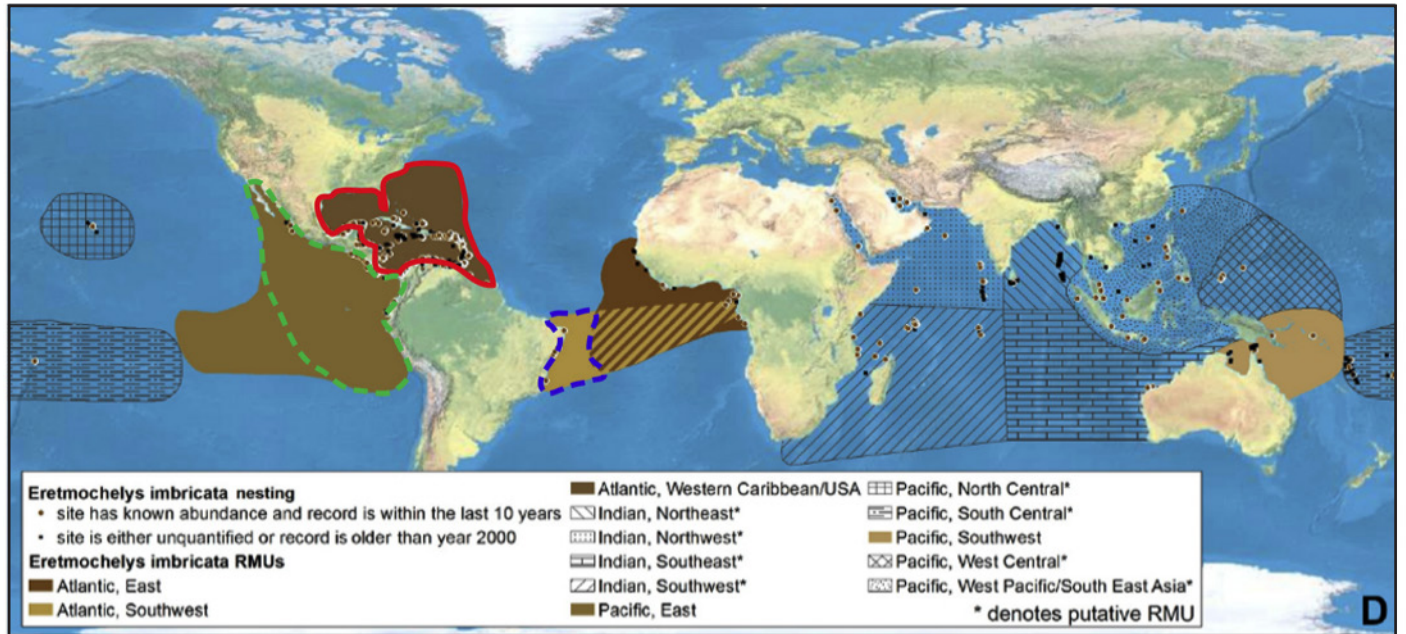 Eretmochelys imbricata nesting
• site has known abundance and record is within the last 10 years
• site is either unquantified or record is older than year 2000
Eretmochelys imbricata RMUs
Atlantic, East
Atlantic, Southwest
Atlantic, Western Caribbean/USA
Indian, Northeast*
Indian, Northwest*
Indian, Southeast*
Indian, Southwest*
Pacific, East
Pacific, North Central*
Pacific, South Central*
Pacific, Southwest
Pacific, West Central*
Pacific, West Pacific/South East Asia*
* denotes putative RMU
D